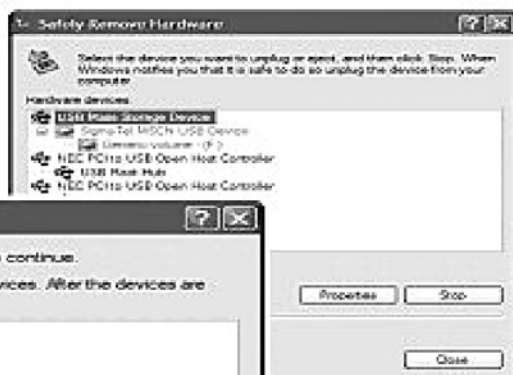 Safely Remove Hardware
Select the device you want to unplug or eject, and then click Stop. When
Windows notifies you that it is safe to do so unplug the device from your
computer
Hardware devices
USB Mass Storage Device
SigmaTel MSCN USB Device
Generic volume - (F:)
NEC PCI to USB Open Host Controller
USB Root Hub
NEC PCI to USB Open Host Controller
continue.
vices. After the devices are
Properties
Stop
Close